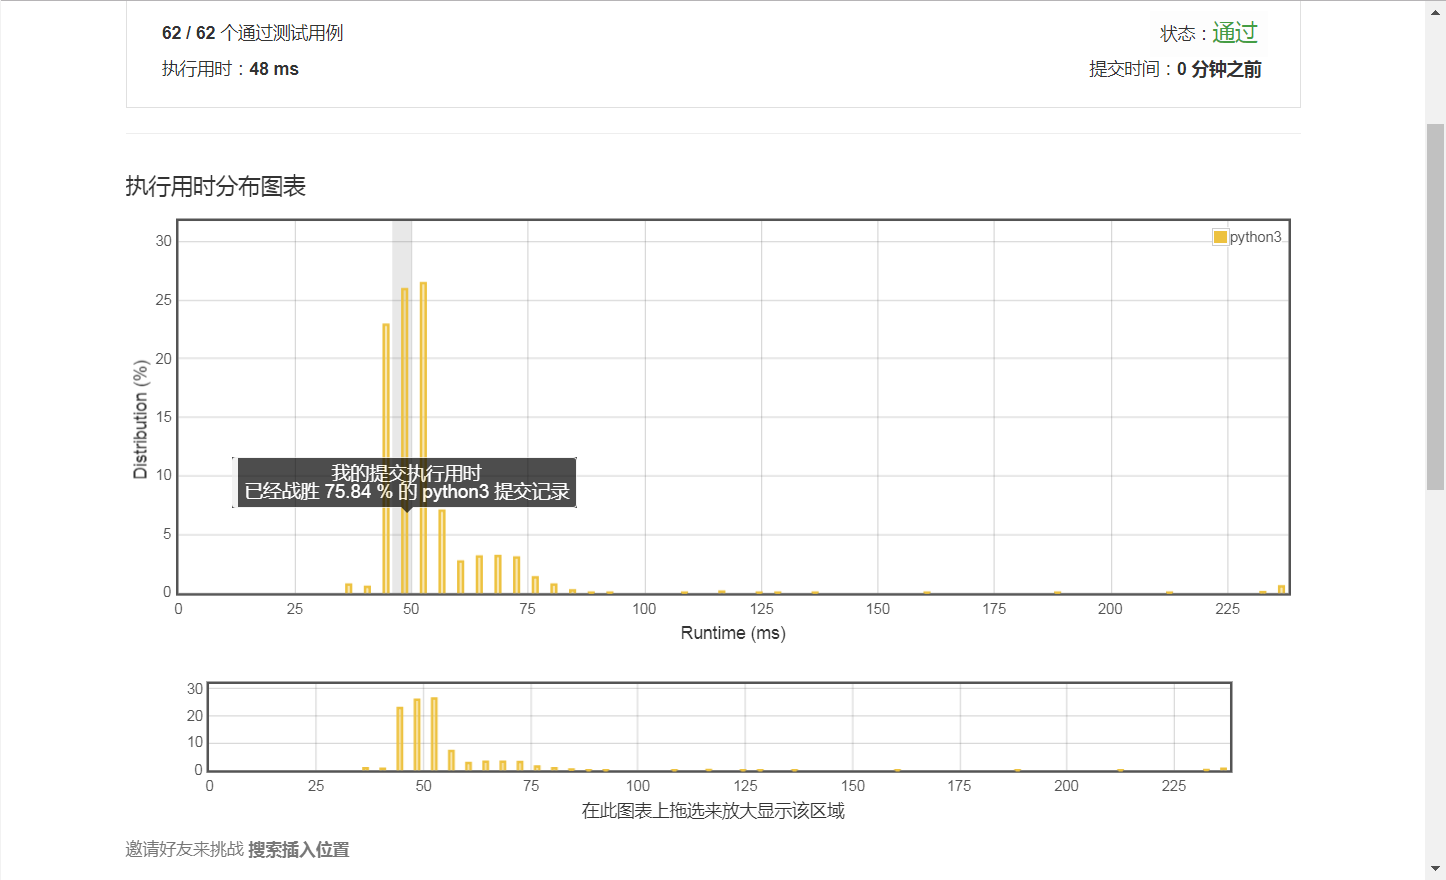 62 / 62 个通过测试用例
状态：通过
执行用时：48 ms
提交时间：0 分钟之前
执行用时分布图表
python3
30
25
20
15
10
5
0
Distribution (%)
我的提交执行用时
已经战胜 75.84 % 的 python3 提交记录
0 25 50 75 100 125 150 175 200 225
Runtime (ms)
30
20
10
0
0 25 50 75 100 125 150 175 200 225
在此图表上拖选来放大显示该区域
邀请好友来挑战 搜索插入位置